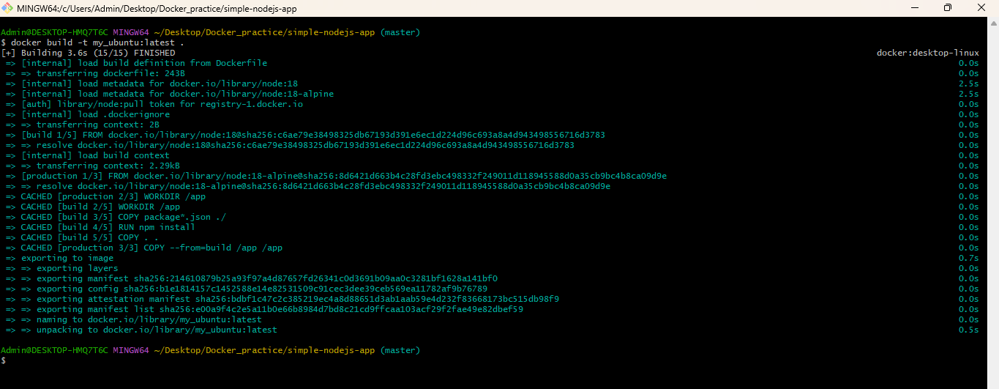 MINGW64:/c/Users/Admin/Desktop/Docker_practice/simple-nodejs-app
Admin@DESKTOP-HMQ7T6C MINGW64 ~/Desktop/Docker_practice/simple-nodejs-app (master)
$ docker build -t my_ubuntu:latest .
[+] Building 3.6s (15/15) FINISHED docker:desktop-linux
=> [internal] load build definition from Dockerfile 0.0s
=> => transferring dockerfile: 243B 0.0s
=> [internal] load metadata for docker.io/library/node:18 2.5s
=> [internal] load metadata for docker.io/library/node:18-alpine 2.5s
=> [auth] library/node:pull token for registry-1.docker.io 0.0s
=> [internal] load .dockerignore 0.0s
=> => transferring context: 2B 0.0s
=> [build 1/5] FROM docker.io/library/node:18@sha256:c6ae79e38498325db67193d391e6ec1d224d96c693a8a4d943498556716d3783 0.0s
=> => resolve docker.io/library/node:18@sha256:c6ae79e38498325db67193d391e6ec1d224d96c693a8a4d943498556716d3783 0.0s
=> [internal] load build context 0.0s
=> => transferring context: 2.29kB 0.0s
=> [production 1/3] FROM docker.io/library/node:18-alpine@sha256:8d6421d663b4c28fd3ebc498332f249011d118945588d0a35cb9bc4b8ca09d9e 0.0s
=> => resolve docker.io/library/node:18-alpine@sha256:8d6421d663b4c28fd3ebc498332f249011d118945588d0a35cb9bc4b8ca09d9e 0.0s
=> CACHED [production 2/3] WORKDIR /app 0.0s
=> CACHED [build 2/5] WORKDIR /app 0.0s
=> CACHED [build 3/5] COPY package*.json ./ 0.0s
=> CACHED [build 4/5] RUN npm install 0.0s
=> CACHED [build 5/5] COPY . . 0.0s
=> CACHED [production 3/3] COPY --from=build /app /app 0.0s
=> exporting to image 0.7s
=> => exporting layers 0.0s
=> => exporting manifest sha256:214610879b25a93f97a4d87657fd26341c0d3691b09aa0c3281bf1628a141bf0 0.0s
=> => exporting config sha256:b1e1814157c1452588e14e82531509c91cec3dee39ceb569ea11782af9b76789 0.0s
=> => exporting attestation manifest sha256:bdbf1c47c2c385219ec4a8d88651d3ab1aab59e4d232f83668173bc515db98f9 0.0s
=> => exporting manifest list sha256:e00a9f4c2e5a11b0e66b8984d7bd8c21cd9ffcaa103acf29f2fae49e82dbef59 0.0s
=> => naming to docker.io/library/my_ubuntu:latest 0.0s
=> => unpacking to docker.io/library/my_ubuntu:latest 0.5s
Admin@DESKTOP-HMQ7T6C MINGW64 ~/Desktop/Docker_practice/simple-nodejs-app (master)
$